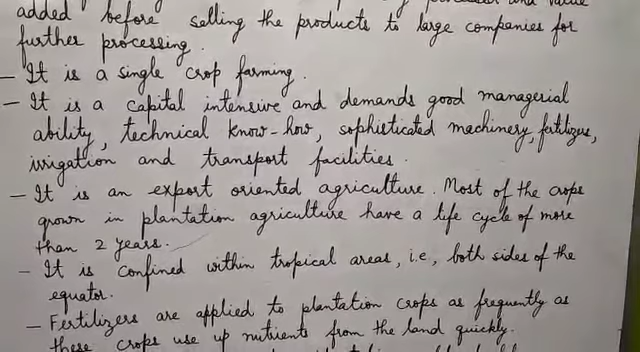 added before selling the products to large companies for
further processing.
- It is a single crop farming.
- It is a capital intensive and demands good managerial
ability, technical know-how, sophisticated machinery, fertilizers,
irrigation and transport facilities.
- It is an export oriented agriculture. Most of the crops
grown in plantation agriculture have a life cycle of more
than 2 years.
- It is confined within tropical areas, i.e, both sides of the
equator.
- Fertilizers are applied to plantation crops as frequently as
these crops use up nutrients from the land quickly.